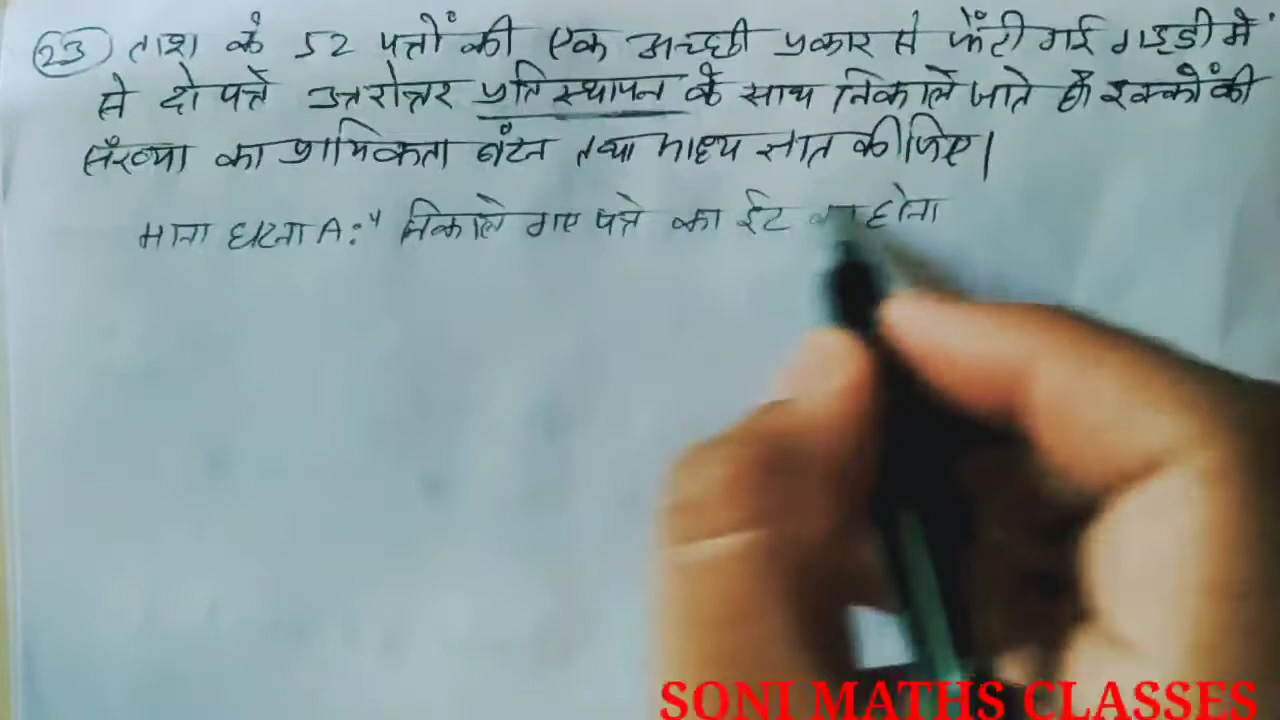 23 ताश के 52 पत्तों की एक अच्छी प्रकार से फेंटी गई गड्डी में
से दो पत्ते उत्तरोत्तर प्रतिस्थापन के साथ निकाले जाते हैं इक्कों की
संख्या का प्रायिकता बंटन तथा माध्य ज्ञात कीजिए।
माना घटना A:" निकाले गए पत्ते का ईंट का होना
SONI MATHS CLASSES